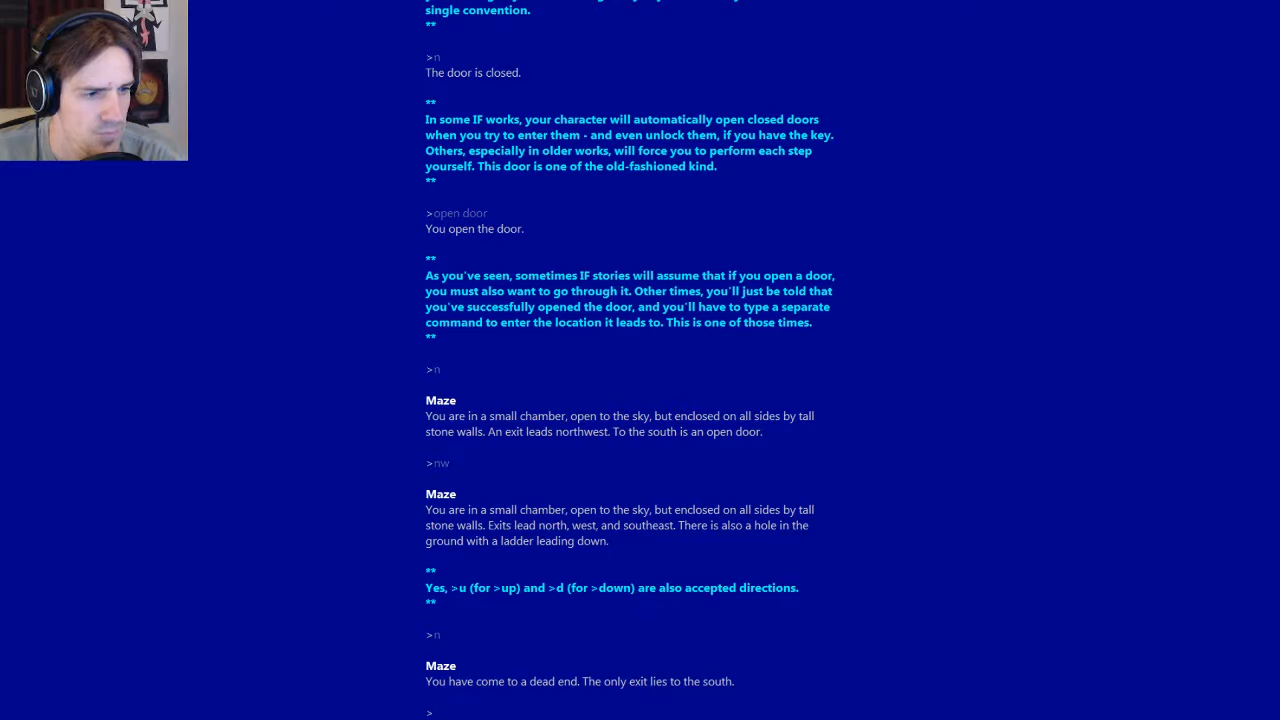 single convention.
**
>n
The door is closed.
**
In some IF works, your character will automatically open closed doors
when you try to enter them - and even unlock them, if you have the key.
Others, especially in older works, will force you to perform each step
yourself. This door is one of the old-fashioned kind.
**
>open door
You open the door.
**
As you've seen, sometimes IF stories will assume that if you open a door,
you must also want to go through it. Other times, you'll just be told that
you've successfully opened the door, and you'll have to type a separate
command to enter the location it leads to. This is one of those times.
**
>n
Maze
You are in a small chamber, open to the sky, but enclosed on all sides by tall
stone walls. An exit leads northwest. To the south is an open door.
>nw
Maze
You are in a small chamber, open to the sky, but enclosed on all sides by tall
stone walls. Exits lead north, west, and southeast. There is also a hole in the
ground with a ladder leading down.
**
Yes, >u (for >up) and >d (for >down) are also accepted directions.
**
>n
Maze
You have come to a dead end. The only exit lies to the south.
>